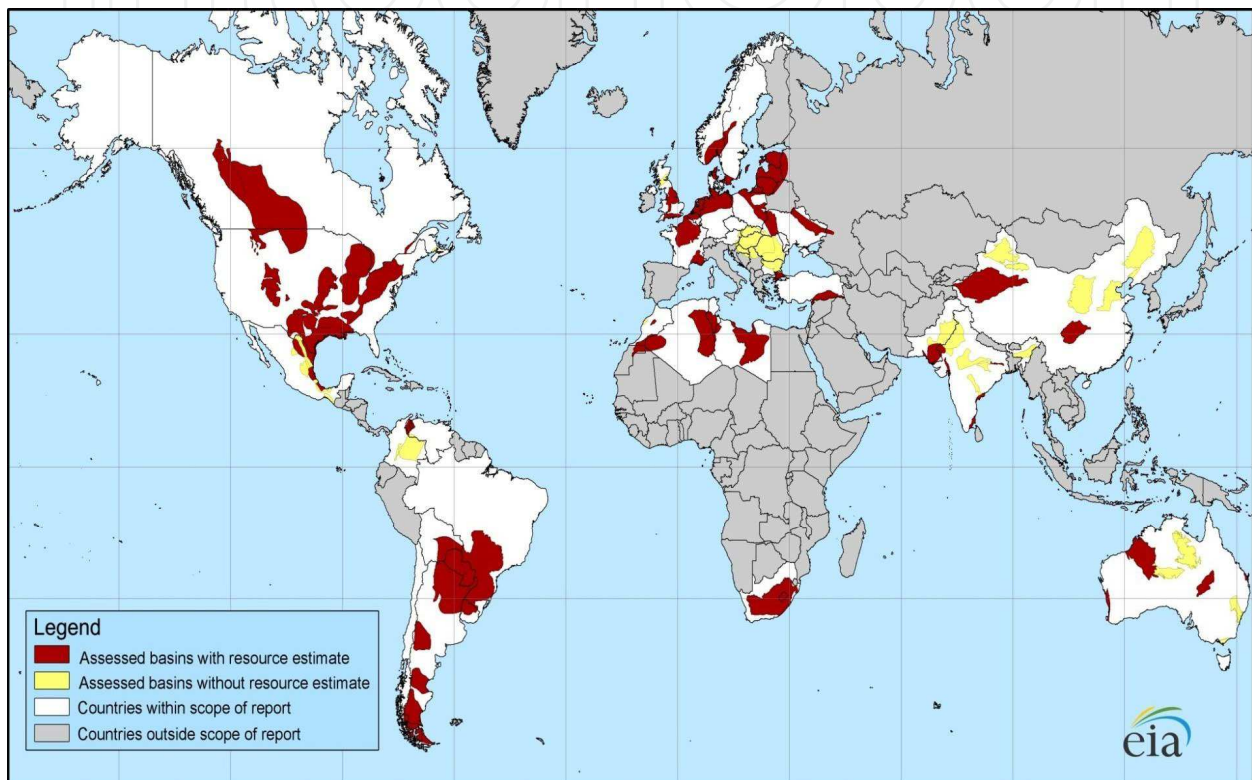 Legend
Assessed basins with resource estimate
Assessed basins without resource estimate
Countries within scope of report
Countries outside scope of report
eia